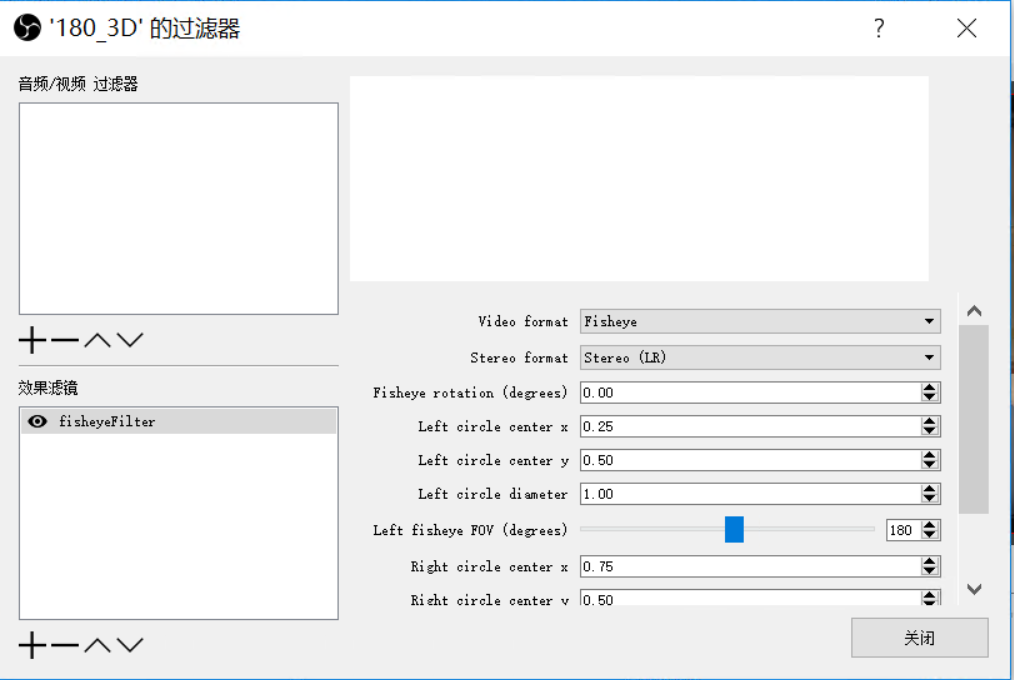 '180_3D' 的过滤器
?
音频/视频 过滤器
效果滤镜
fisheyeFilter
Video format Fisheye
Stereo format Stereo (LR)
Fisheye rotation (degrees) 0.00
Left circle center x 0.25
Left circle center y 0.50
Left circle diameter 1.00
Left fisheye FOV (degrees) 180
Right circle center x 0.75
Right circle center y 0.50
关闭